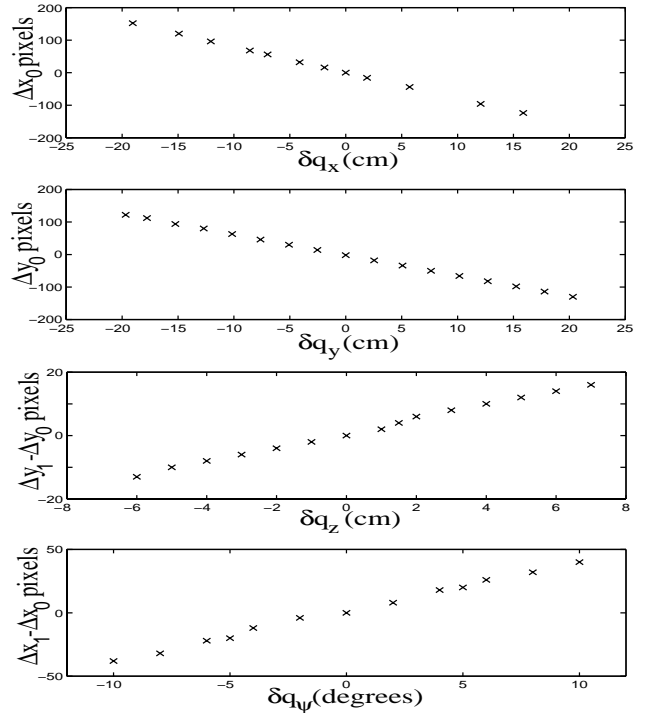 200
100
0
−100
−200
Δx0 pixels
−25 −20 −15 −10 −5 0 5 10 15 20 25
δqx(cm)
200
100
0
−100
−200
Δy0 pixels
−25 −20 −15 −10 −5 0 5 10 15 20 25
δqy(cm)
20
0
−20
Δy1-Δy0 pixels
−8 −6 −4 −2 0 2 4 6 8
δqz(cm)
50
0
−50
Δx1-Δx0 pixels
−10 −5 0 5 10
δqψ(degrees)